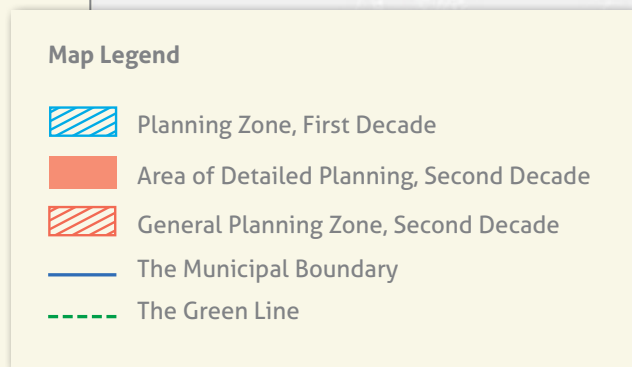 Map Legend
Planning Zone, First Decade
Area of Detailed Planning, Second Decade
General Planning Zone, Second Decade
The Municipal Boundary
The Green Line